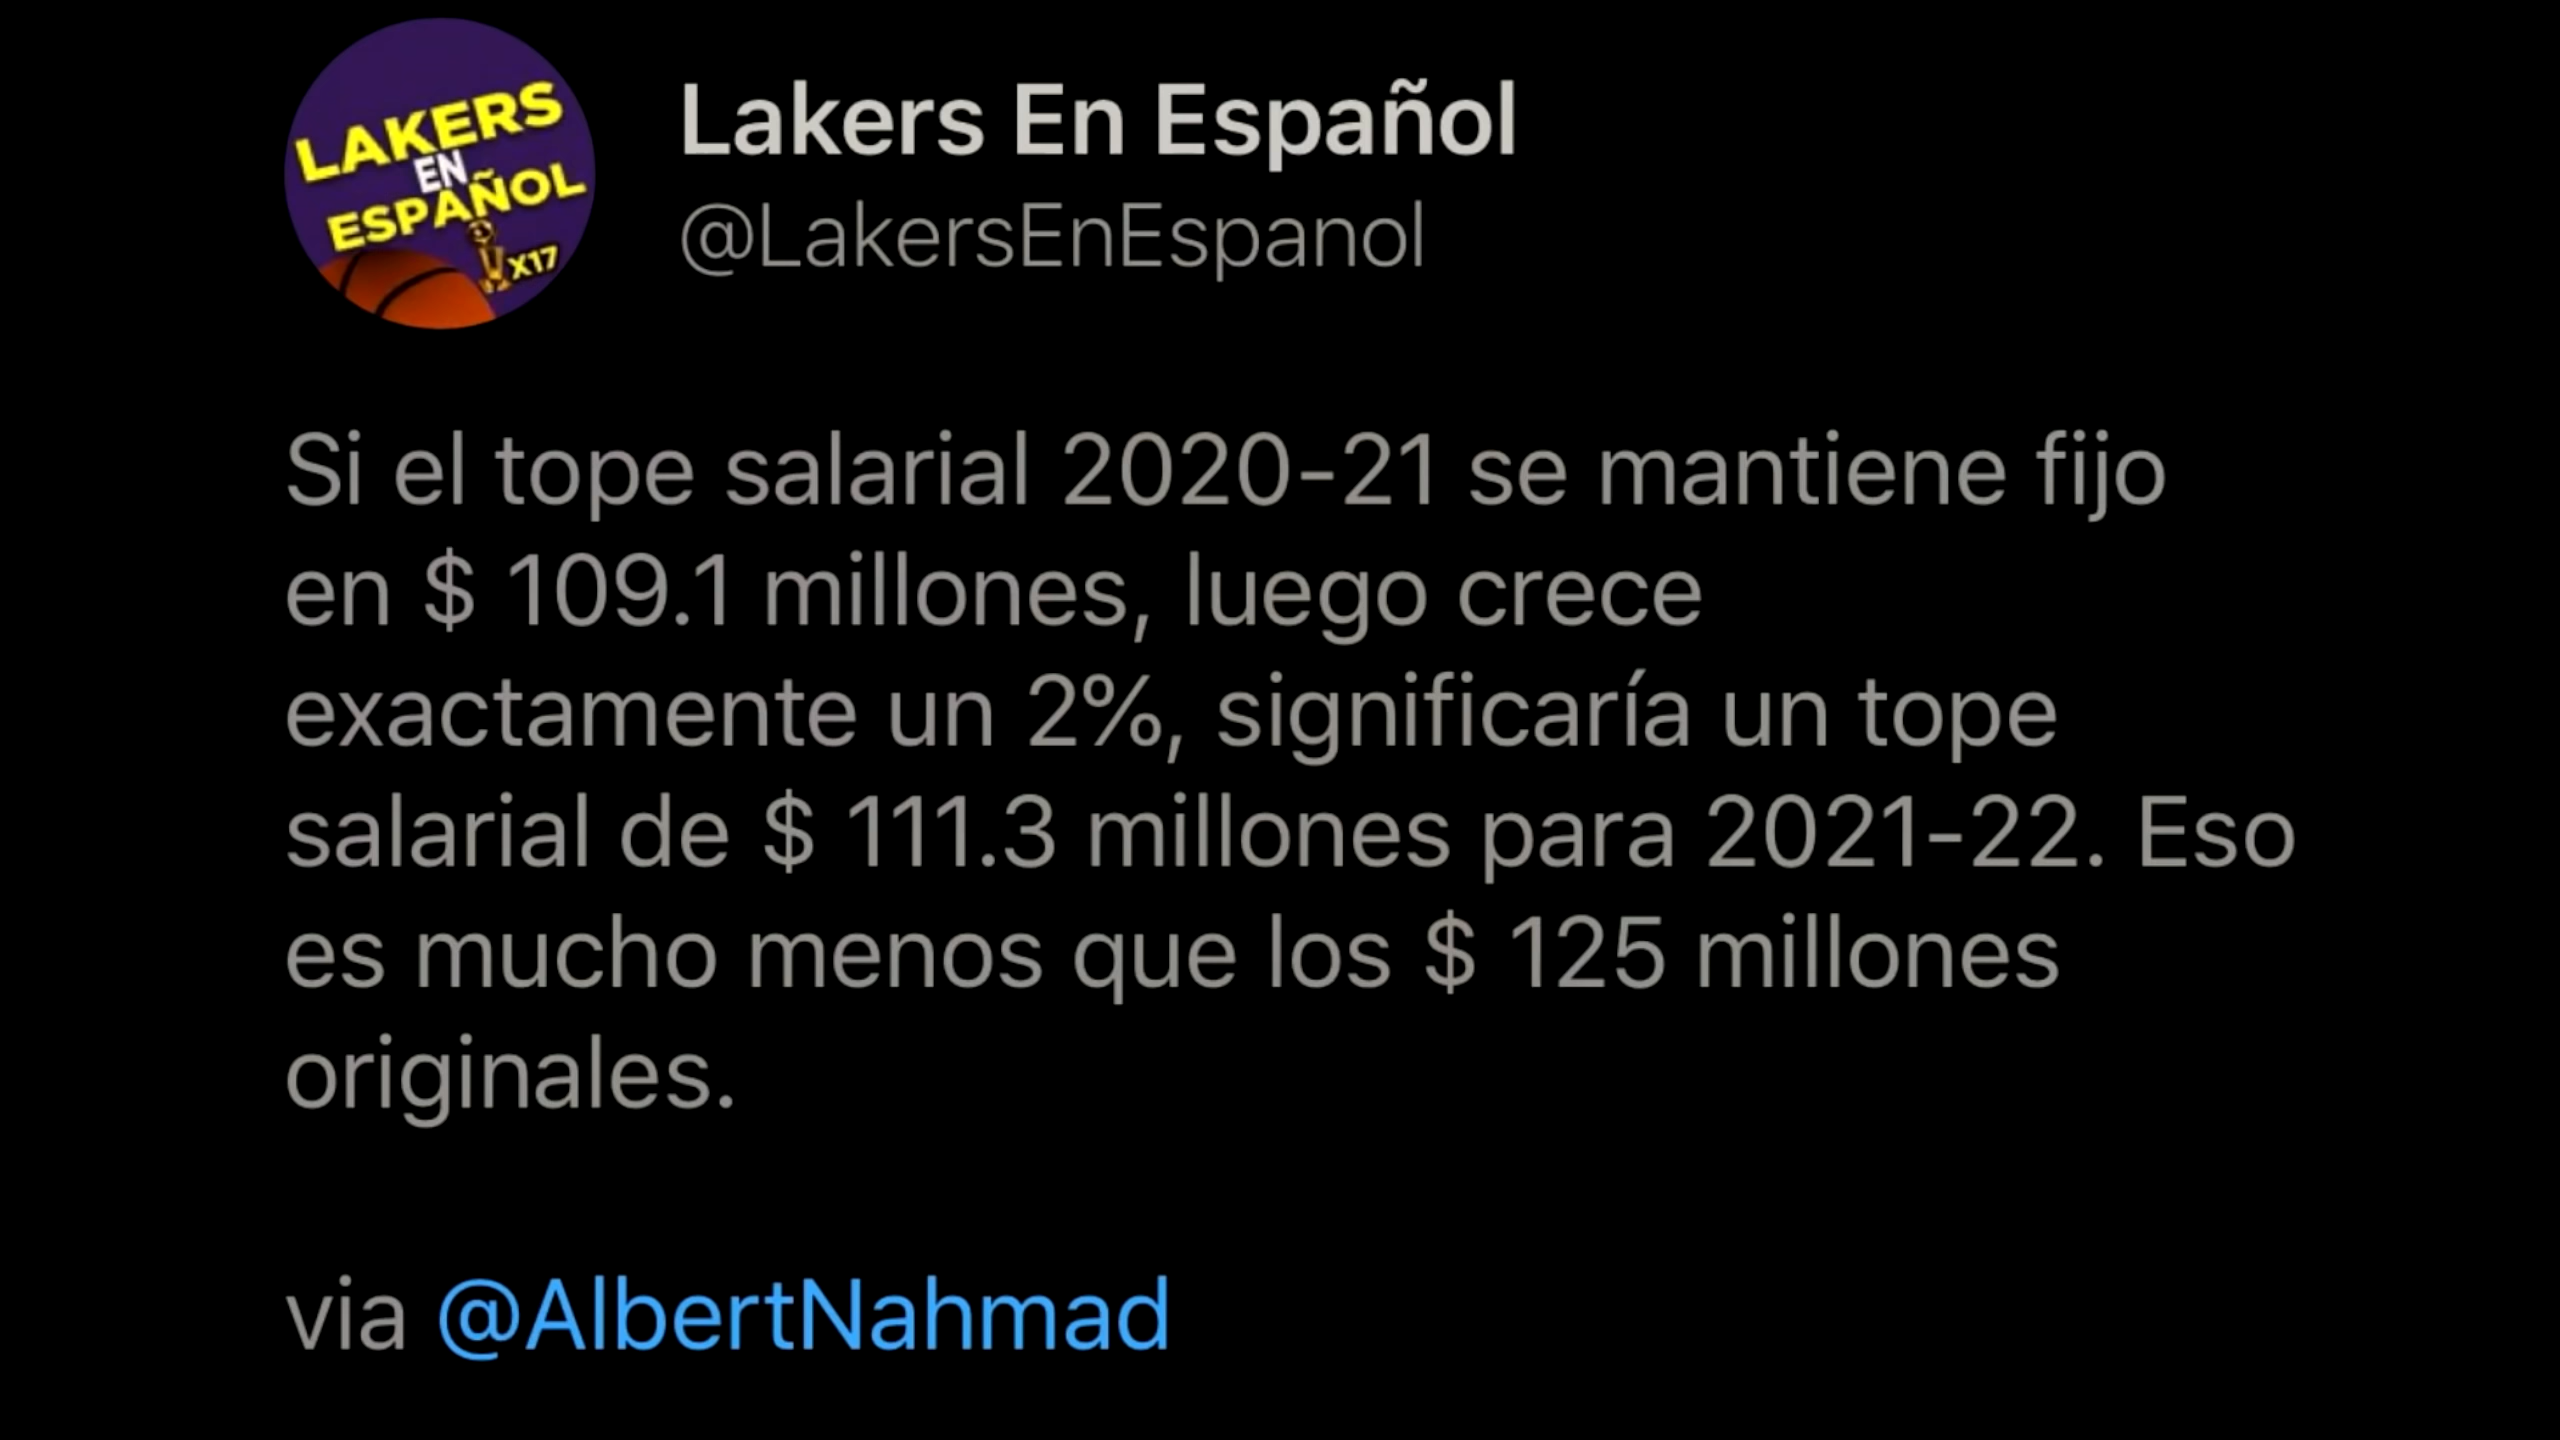 LAKERS
EN
ESPAÑOL
X17
Lakers En Español
@LakersEnEspanol
Si el tope salarial 2020-21 se mantiene fijo
en $ 109.1 millones, luego crece
exactamente un 2%, significaría un tope
salarial de $ 111.3 millones para 2021-22. Eso
es mucho menos que los $ 125 millones
originales.
via @AlbertNahmad